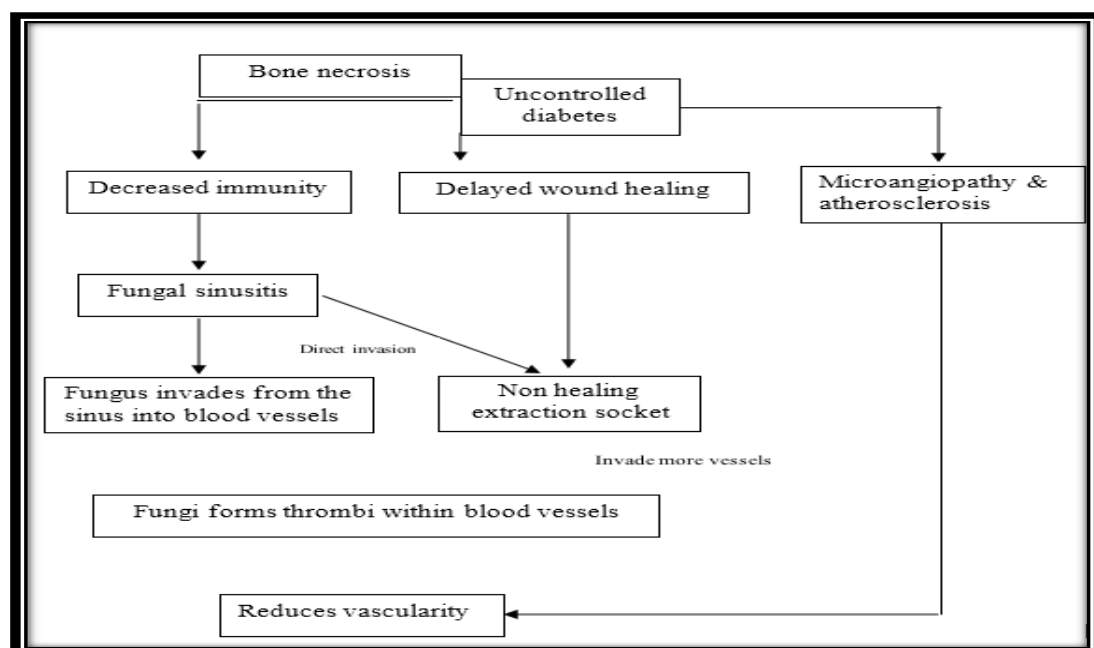 Bone necrosis
Uncontrolled
diabetes
Decreased immunity
Delayed wound healing
Microangiopathy &
atherosclerosis
Fungal sinusitis
Direct invasion
Fungus invades from the
sinus into blood vessels
Non healing
extraction socket
Invade more vessels
Fungi forms thrombi within blood vessels
Reduces vascularity